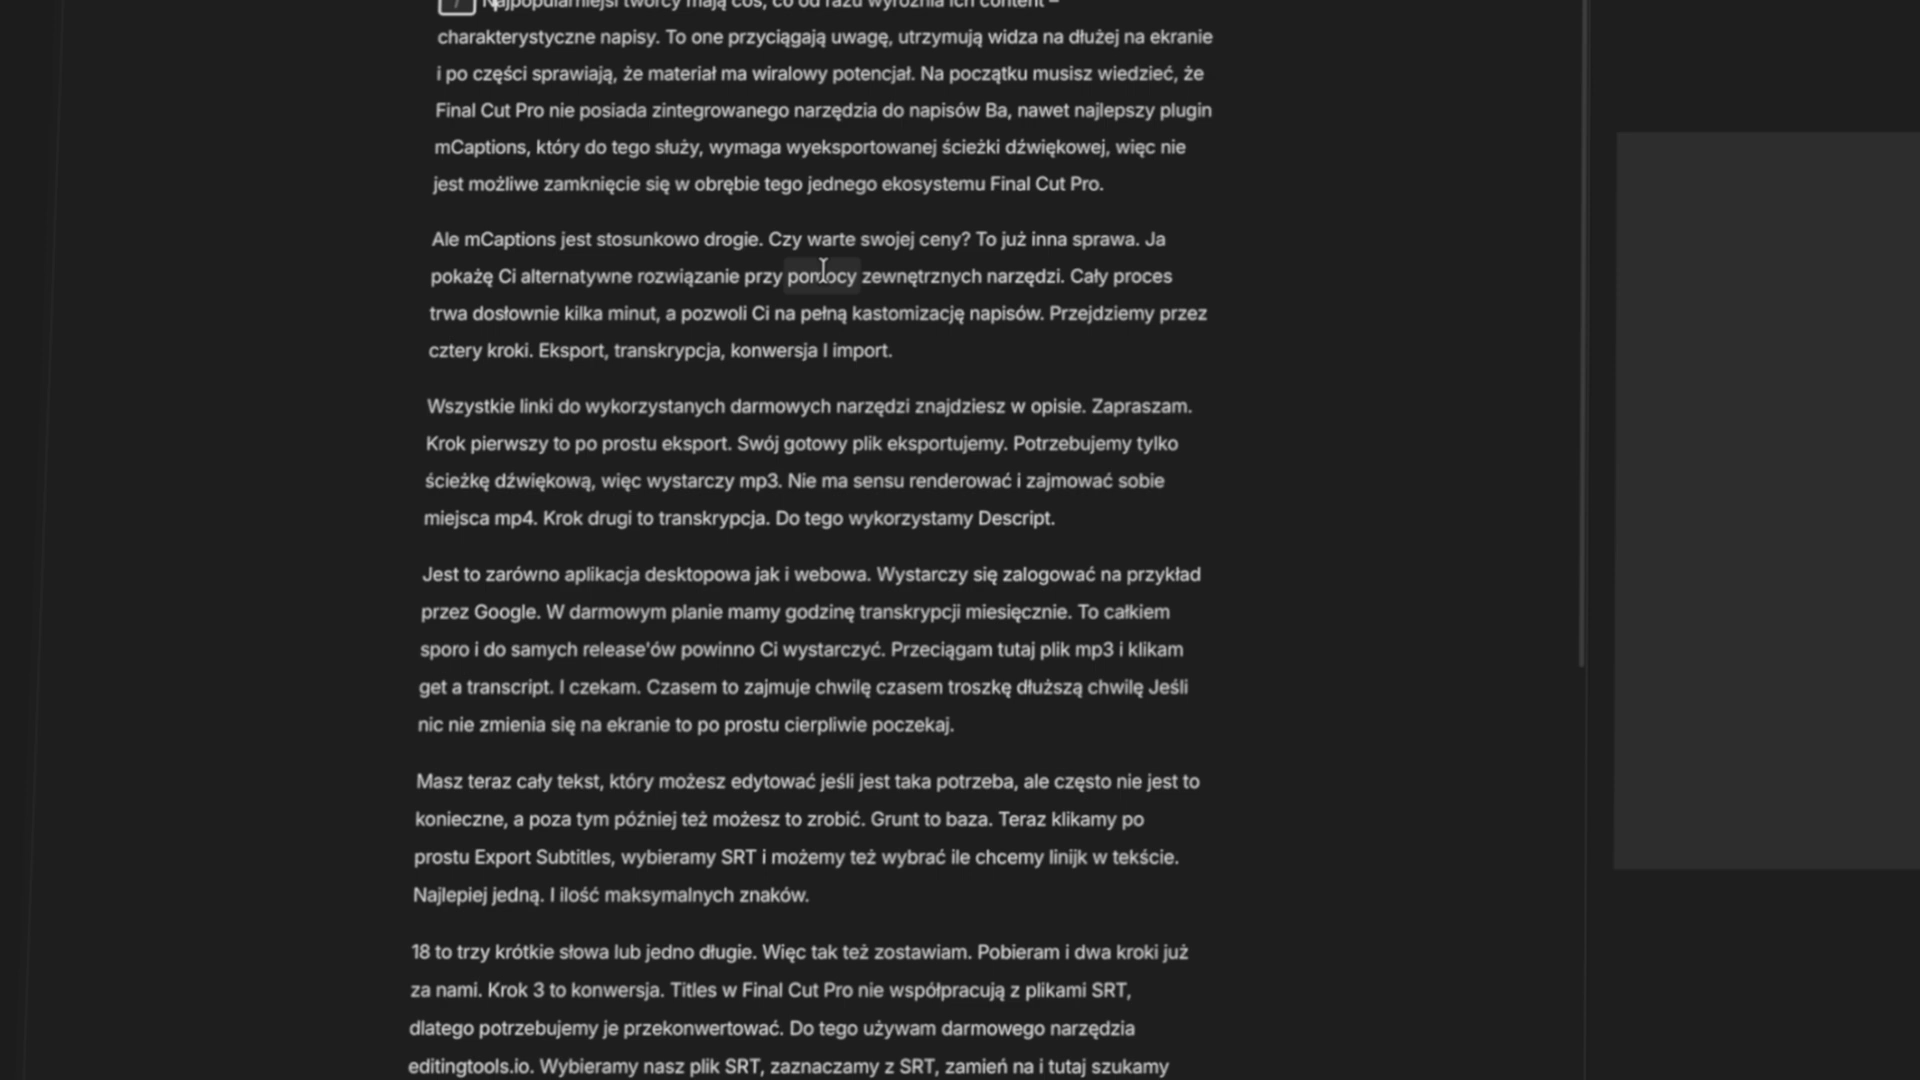 Najpopularniejsi twórcy mają coś, co od razu wyróżnia ich content –
charakterystyczne napisy. To one przyciągają uwagę, utrzymują widza na dłużej na ekranie
i po części sprawiają, że materiał ma wiralowy potencjał. Na początku musisz wiedzieć, że
Final Cut Pro nie posiada zintegrowanego narzędzia do napisów Ba, nawet najlepszy plugin
mCaptions, który do tego służy, wymaga wyeksportowanej ścieżki dźwiękowej, więc nie
jest możliwe zamknięcie się w obrębie tego jednego ekosystemu Final Cut Pro.
Ale mCaptions jest stosunkowo drogie. Czy warte swojej ceny? To już inna sprawa. Ja
pokażę Ci alternatywne rozwiązanie przy pomocy zewnętrznych narzędzi. Cały proces
trwa dosłownie kilka minut, a pozwoli Ci na pełną kastomizację napisów. Przejdziemy przez
cztery kroki. Eksport, transkrypcja, konwersja I import.
Wszystkie linki do wykorzystanych darmowych narzędzi znajdziesz w opisie. Zapraszam.
Krok pierwszy to po prostu eksport. Swój gotowy plik eksportujemy. Potrzebujemy tylko
ścieżkę dźwiękową, więc wystarczy mp3. Nie ma sensu renderować i zajmować sobie
miejsca mp4. Krok drugi to transkrypcja. Do tego wykorzystamy Descript.
Jest to zarówno aplikacja desktopowa jak i webowa. Wystarczy się zalogować na przykład
przez Google. W darmowym planie mamy godzinę transkrypcji miesięcznie. To całkiem
sporo i do samych release'ów powinno Ci wystarczyć. Przeciągam tutaj plik mp3 i klikam
get a transcript. I czekam. Czasem to zajmuje chwilę czasem troszkę dłuższą chwilę Jeśli
nic nie zmienia się na ekranie to po prostu cierpliwie poczekaj.
Masz teraz cały tekst, który możesz edytować jeśli jest taka potrzeba, ale często nie jest to
konieczne, a poza tym później też możesz to zrobić. Grunt to baza. Teraz klikamy po
prostu Export Subtitles, wybieramy SRT i możemy też wybrać ile chcemy linijk w tekście.
Najlepiej jedną. I ilość maksymalnych znaków.
18 to trzy krótkie słowa lub jedno długie. Więc tak też zostawiam. Pobieram i dwa kroki już
za nami. Krok 3 to konwersja. Titles w Final Cut Pro nie współpracują z plikami SRT,
dlatego potrzebujemy je przekonwertować. Do tego używam darmowego narzędzia
editingtools.io. Wybieramy nasz plik SRT, zaznaczamy z SRT, zamień na i tutaj szukamy